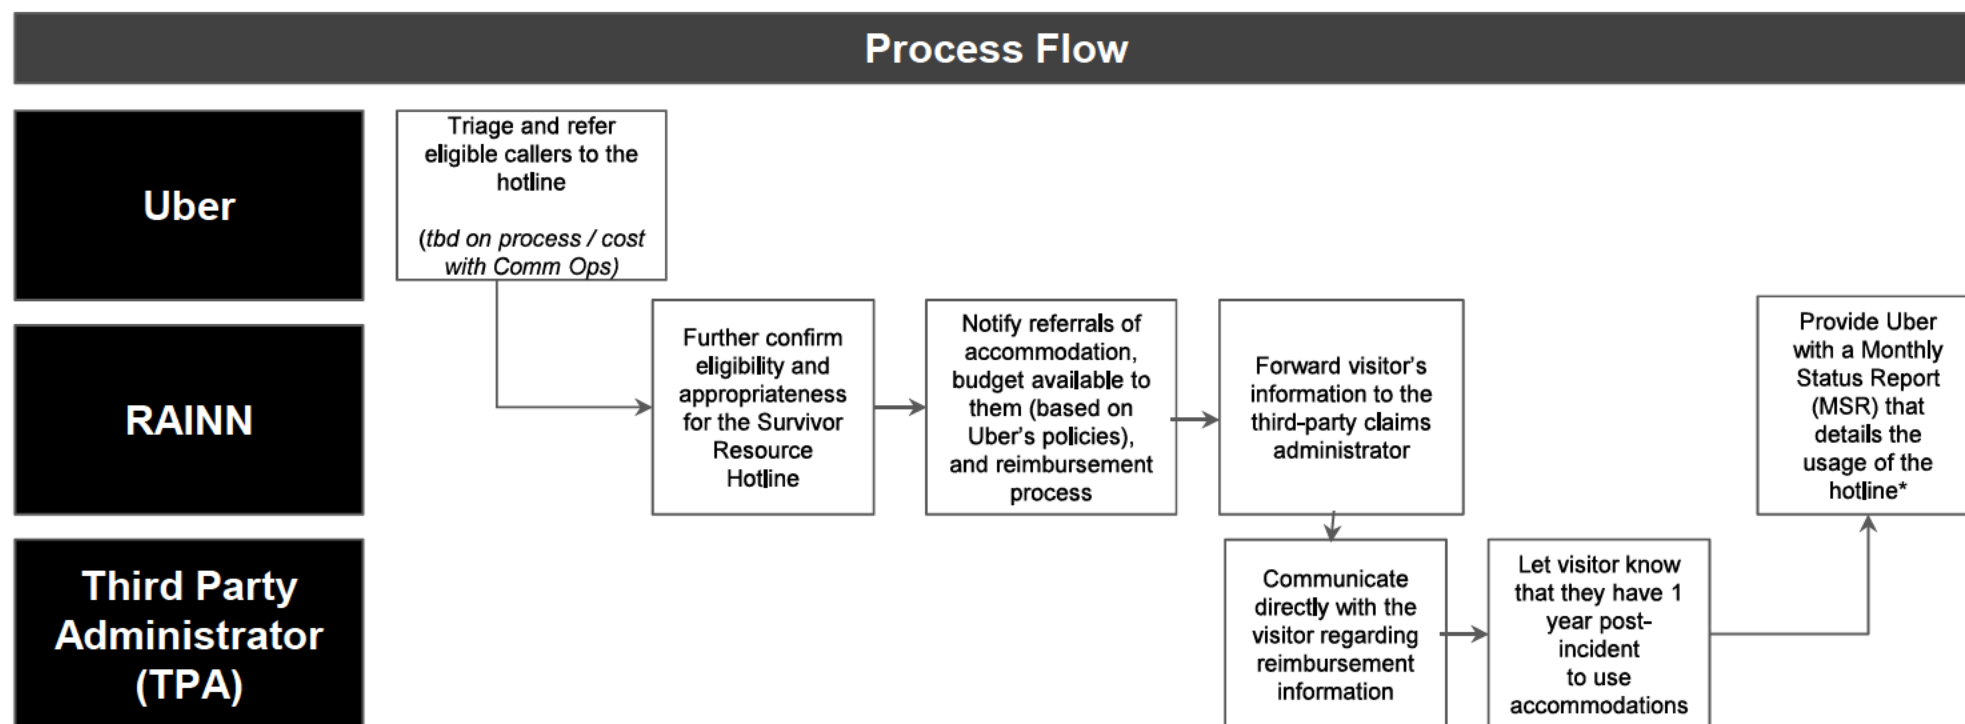 Process Flow
Uber
Triage and refer
eligible callers to the
hotline
(tbd on process / cost
with Comm Ops)
RAINN
Further confirm
eligibility and
appropriateness
for the Survivor
Resource
Hotline
Notify referrals of
accommodation,
budget available to
them (based on
Uber's policies),
and reimbursement
process
Forward visitor's
information to the
third-party claims
administrator
Provide Uber
with a Monthly
Status Report
(MSR) that
details the
usage of the
hotline*
Third Party
Administrator
(TPA)
Communicate
directly with the
visitor regarding
reimbursement
information
Let visitor know
that they have 1
year post-
incident
to use
accommodations